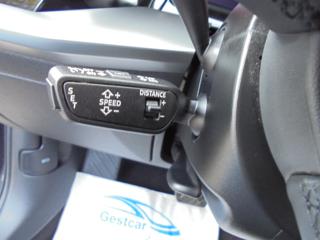 SET
SPEED
+
-
DISTANCE
+
-
Gestcar